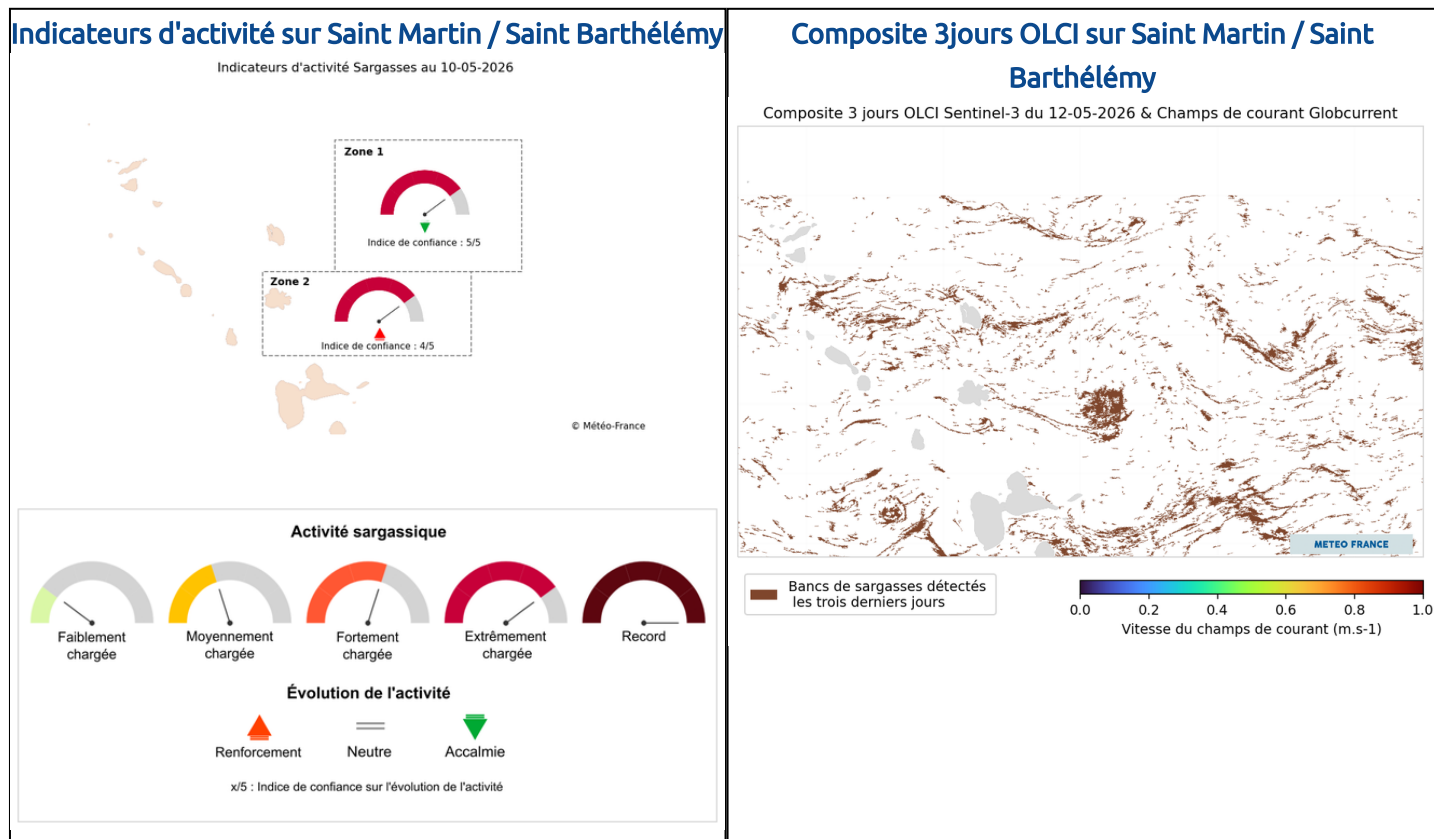 Indicateurs d'activité sur Saint Martin / Saint Barthélémy
Indicateurs d'activité Sargasses au 10-05-2026
Zone 1
Indice de confiance : 5/5
Zone 2
Indice de confiance : 4/5
© Météo-France
Activité sargassique
Faiblement
chargée
Moyennement
chargée
Fortement
chargée
Extrêmement
chargée
Record
Évolution de l'activité
Renforcement
Neutre
Accalmie
x/5 : Indice de confiance sur l'évolution de l'activité
Composite 3jours OLCI sur Saint Martin / Saint
Barthélémy
Composite 3 jours OLCI Sentinel-3 du 12-05-2026 & Champs de courant Globcurrent
METEO FRANCE
Bancs de sargasses détectés
les trois derniers jours
0.0 0.2 0.4 0.6 0.8 1.0
Vitesse du champs de courant (m.s-1)